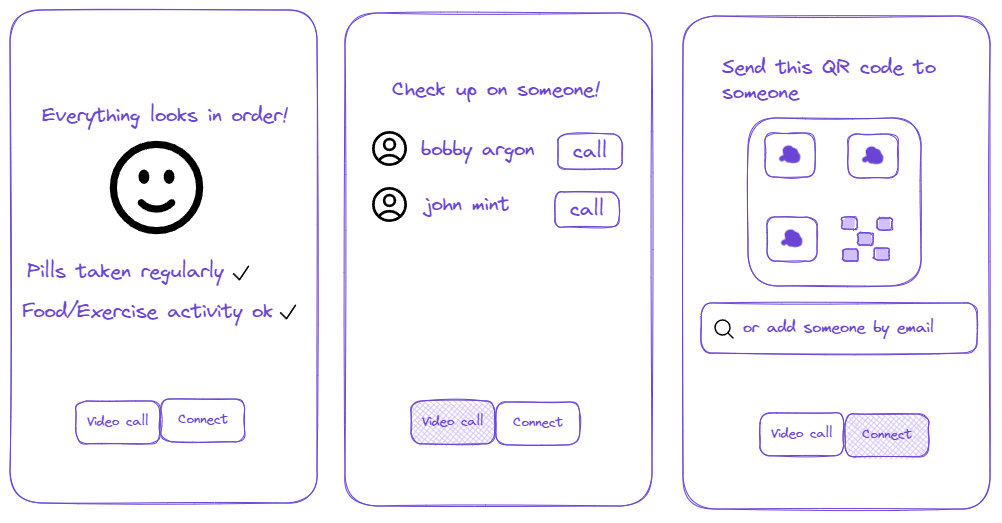 Everything looks in order!
Pills taken regularly
Food/Exercise activity ok
Video call
Connect
Check up on someone!
bobby argon
call
john mint
call
Video call
Connect
Send this QR code to
someone
or add someone by email
Video call
Connect